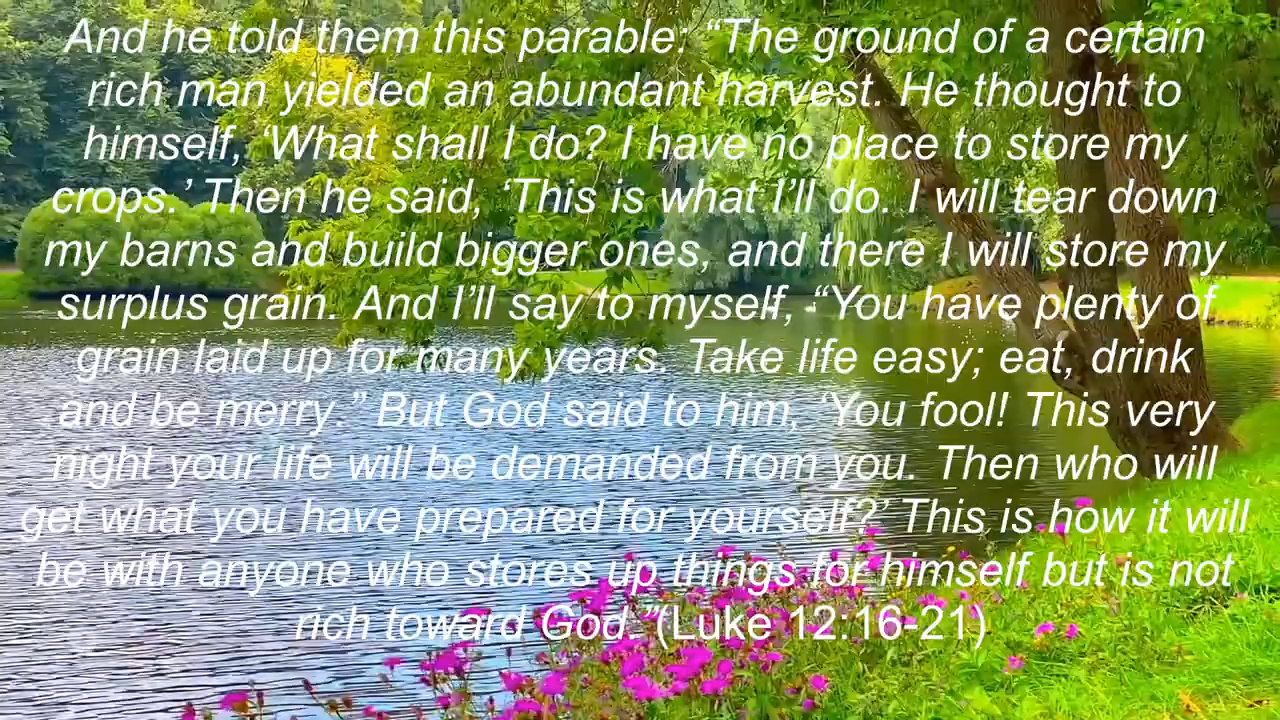 And he told them this parable: “The ground of a certain
rich man yielded an abundant harvest. He thought to
himself, ‘What shall I do? I have no place to store my
crops.’ Then he said, ‘This is what I’ll do. I will tear down
my barns and build bigger ones, and there I will store my
surplus grain. And I’ll say to myself, “You have plenty of
grain laid up for many years. Take life easy; eat, drink
and be merry.” But God said to him, ‘You fool! This very
night your life will be demanded from you. Then who will
get what you have prepared for yourself?’ This is how it will
be with anyone who stores up things for himself but is not
rich toward God.”(Luke 12:16-21)